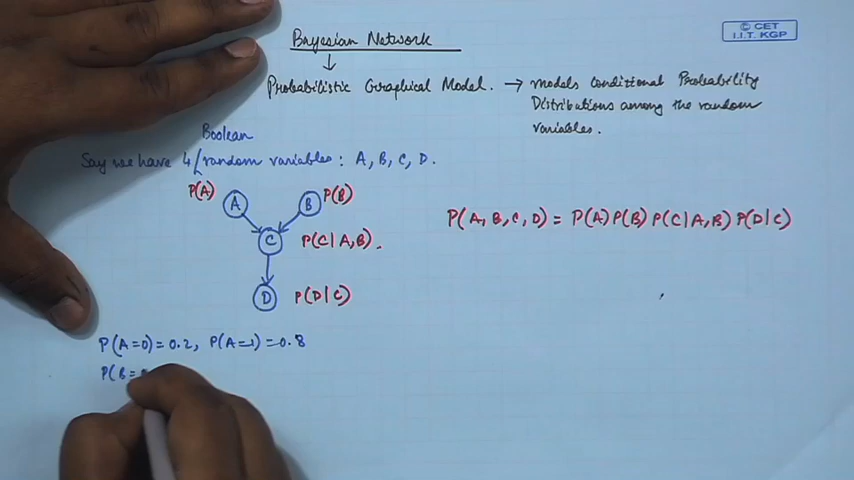 Bayesian Network
© CET
I.I.T. KGP
Probabilistic Graphical Model. → models Conditional Probability
Distributions among the random
variables.
Boolean
Say we have 4 random variables: A, B, C, D.
P(A) A B P(B)
C P(C|A,B).
D P(D|C)
P(A,B,C,D) = P(A) P(B) P(C|A,B) P(D|C)
P(A=0)=0.2, P(A=1)=0.8
P(B=